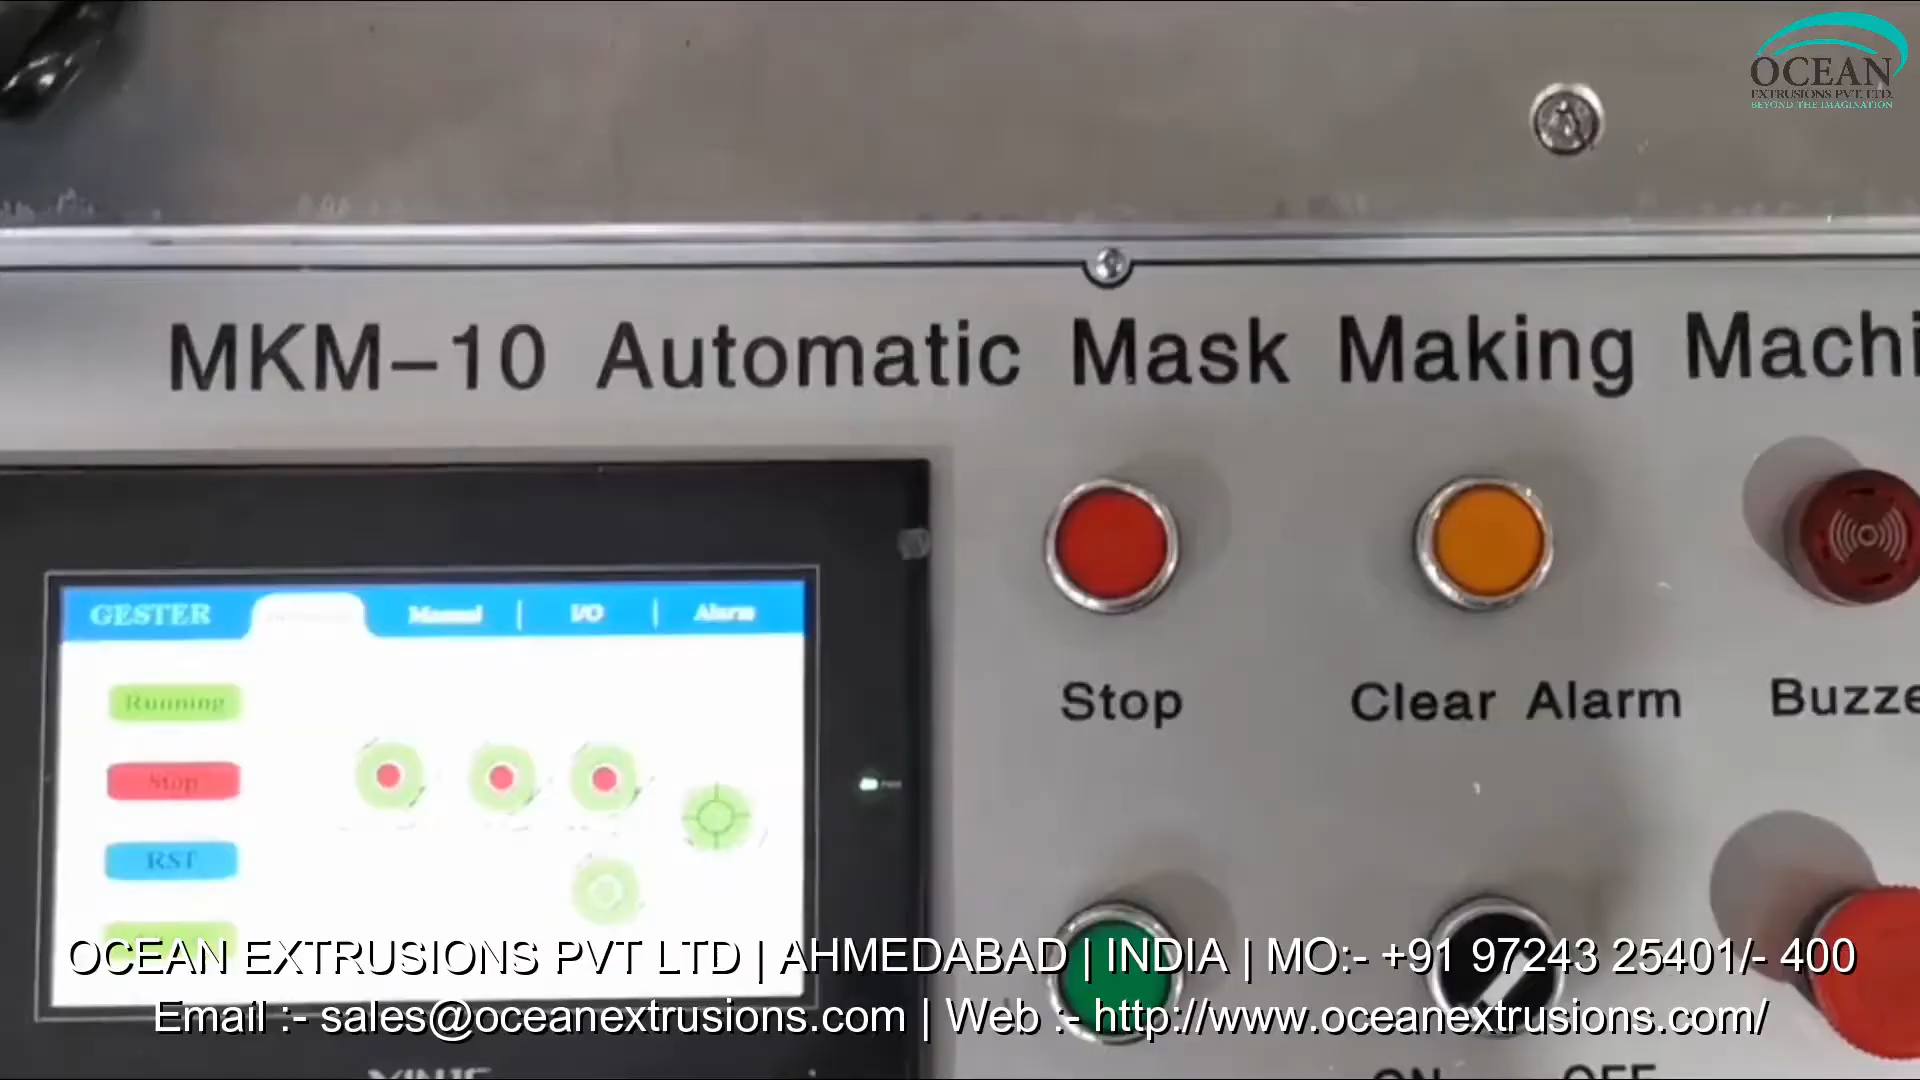 OCEAN
EXTRUSIONS PVT. LTD.
BEYOND THE IMAGINATION
MKM-10 Automatic Mask Making Machi
GESTER Manual I/O Alarm
Running
Stop
RST
Stop Clear Alarm Buzze
OCEAN EXTRUSIONS PVT LTD | AHMEDABAD | INDIA | MO:- +91 97243 25401/- 400
Email :- sales@oceanextrusions.com | Web :- http://www.oceanextrusions.com/
ON OFF